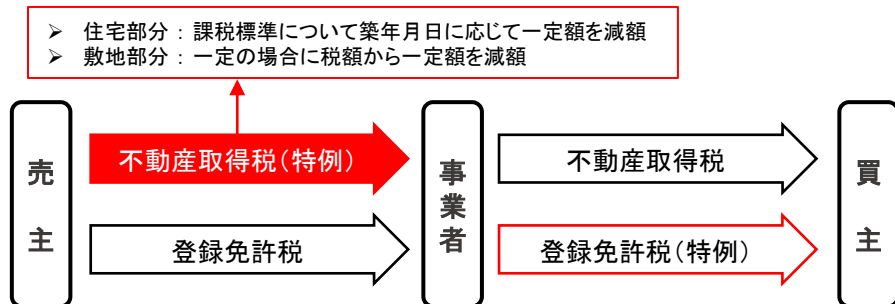 ➢ 住宅部分 : 課税標準について築年月日に応じて一定額を減額
➢ 敷地部分 : 一定の場合に税額から一定額を減額
売主
不動産取得税(特例)
登録免許税
事業者
不動産取得税
登録免許税(特例)
買主